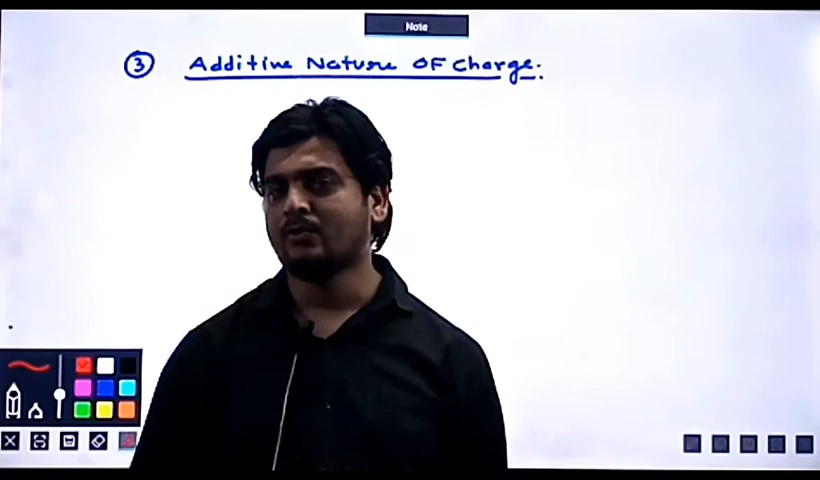 Note
③ Additive Nature OF Charge.